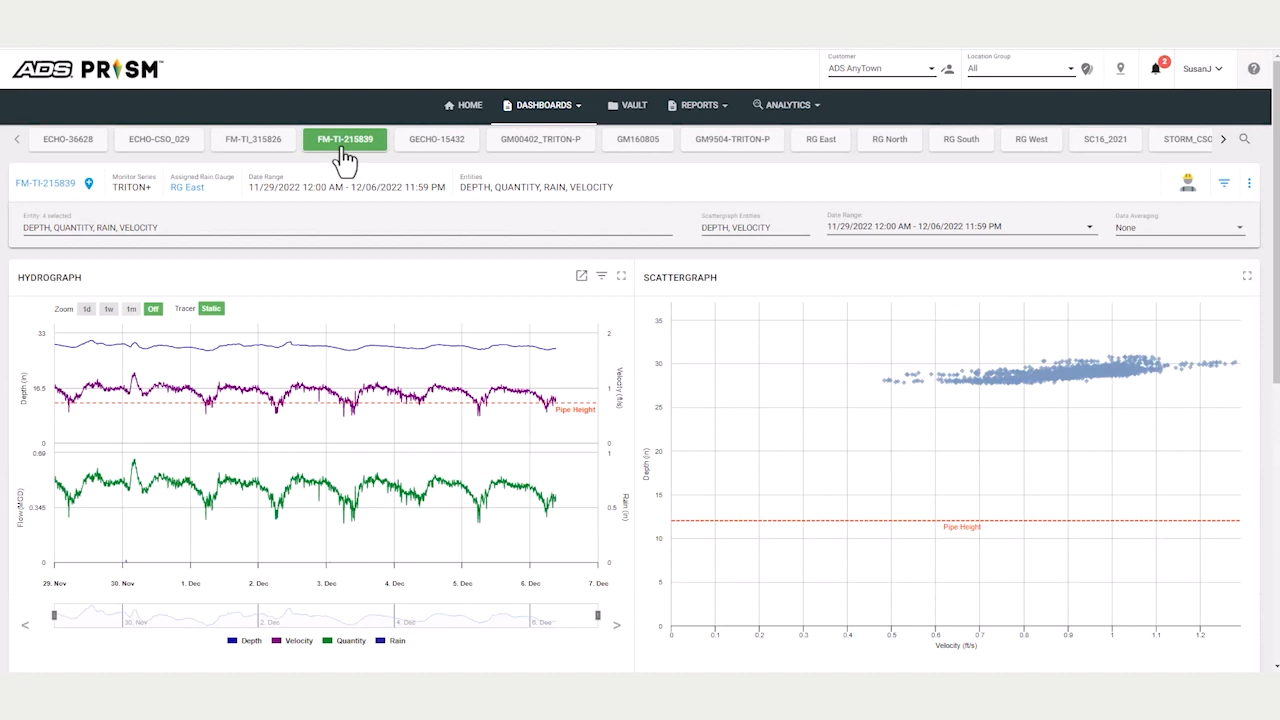 ADS PRISM™
Customer
ADS AnyTown
Location Group
All
2
SusanJ
HOME
DASHBOARDS
VAULT
REPORTS
ANALYTICS
ECHO-36628
ECHO-CSO_029
FM-TI_315826
FM-TI-215839
GECHO-15432
GM00402_TRITON-P
GM160805
GM9504-TRITON-P
RG East
RG North
RG South
RG West
SC16_2021
STORM_CSO
FM-TI-215839
Monitor Series
TRITON+
Assigned Rain Gauge
RG East
Date Range
11/29/2022 12:00 AM - 12/06/2022 11:59 PM
Entities
DEPTH, QUANTITY, RAIN, VELOCITY
Entity: 4 selected
DEPTH, QUANTITY, RAIN, VELOCITY
Scattergraph Entities
DEPTH, VELOCITY
Date Range:
11/29/2022 12:00 AM - 12/06/2022 11:59 PM
Data Averaging
None
HYDROGRAPH
Zoom 1d 1w 1m Off Tracer Static
33
16.5
0
Depth (in)
2
1
0
Velocity (ft/s)
Pipe Height
0.69
0.345
0
Flow (MGD)
1
0.5
0
Rain (in)
29. Nov 30. Nov 1. Dec 2. Dec 3. Dec 4. Dec 5. Dec 6. Dec 7. Dec
30. Nov 2. Dec 4. Dec 6. Dec
< >
Depth Velocity Quantity Rain
SCATTERGRAPH
35
30
25
20
15
10
5
0
Depth (in)
Pipe Height
0 0.1 0.2 0.3 0.4 0.5 0.6 0.7 0.8 0.9 1 1.1 1.2
Velocity (ft/s)